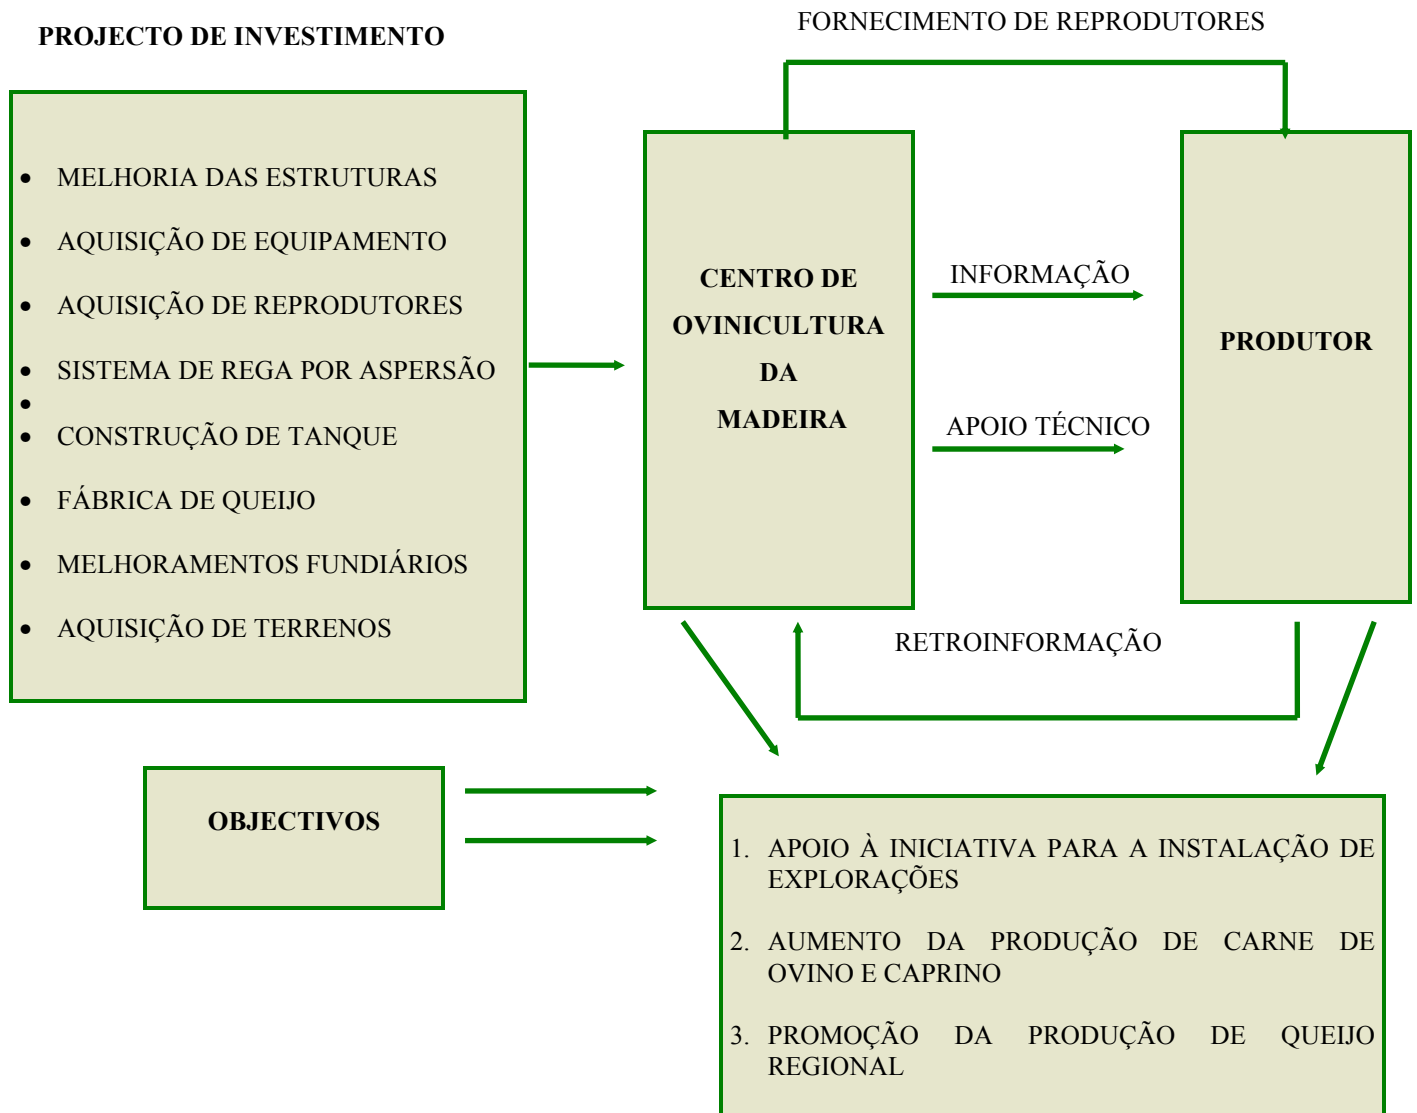 PROJECTO DE INVESTIMENTO
FORNECIMENTO DE REPRODUTORES
• MELHORIA DAS ESTRUTURAS
• AQUISIÇÃO DE EQUIPAMENTO
• AQUISIÇÃO DE REPRODUTORES
• SISTEMA DE REGA POR ASPERSÃO
•
• CONSTRUÇÃO DE TANQUE
• FÁBRICA DE QUEIJO
• MELHORAMENTOS FUNDIÁRIOS
• AQUISIÇÃO DE TERRENOS
CENTRO DE
OVINICULTURA
DA
MADEIRA
INFORMAÇÃO
APOIO TÉCNICO
PRODUTOR
RETROINFORMAÇÃO
OBJECTIVOS
1. APOIO À INICIATIVA PARA A INSTALAÇÃO DE
EXPLORAÇÕES
2. AUMENTO DA PRODUÇÃO DE CARNE DE
OVINO E CAPRINO
3. PROMOÇÃO DA PRODUÇÃO DE QUEIJO
REGIONAL